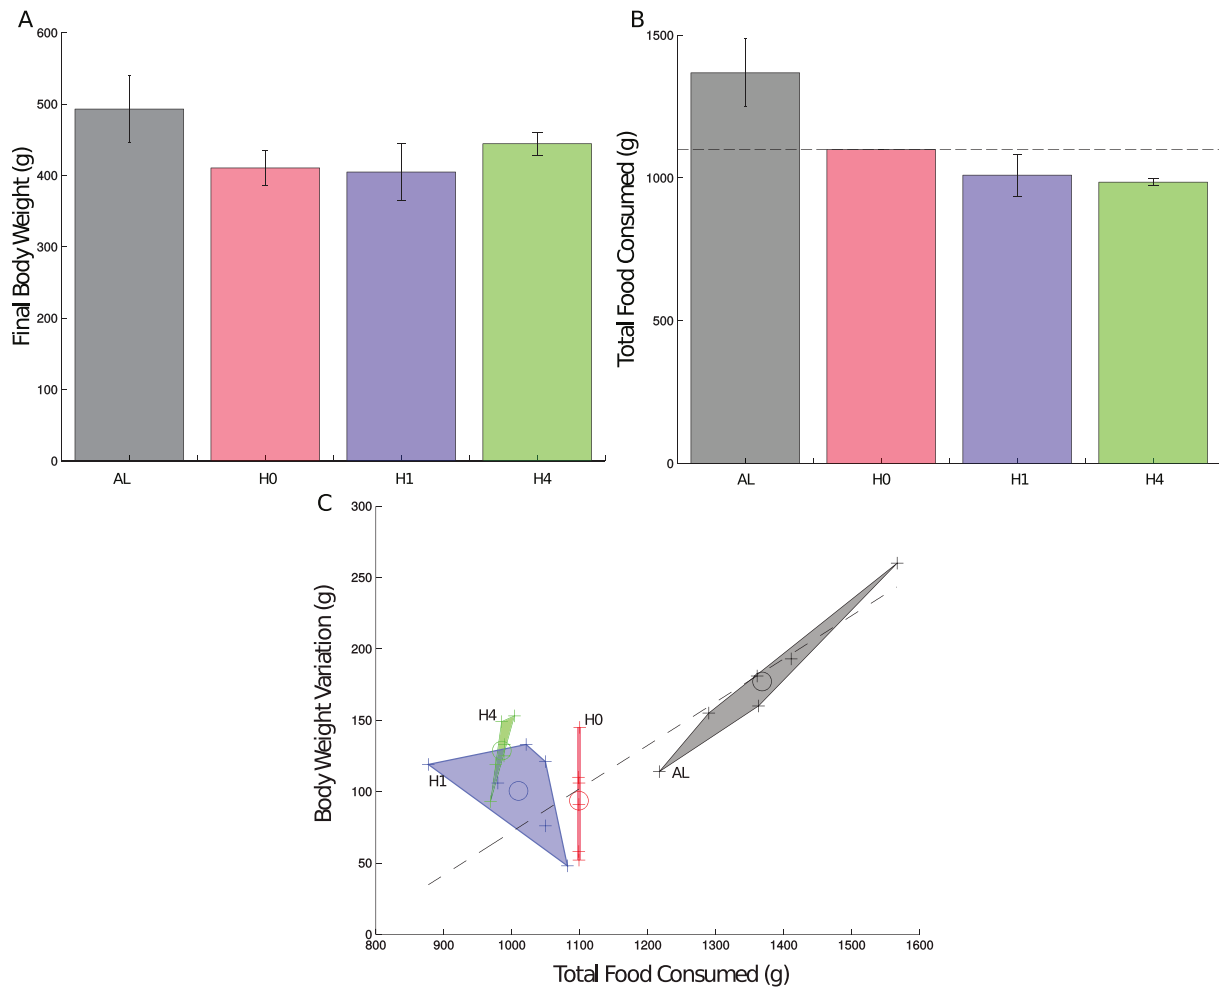 A
600
500
400
300
200
100
0
Final Body Weight (g)
AL H0 H1 H4
B
1500
1000
500
0
Total Food Consumed (g)
AL H0 H1 H4
C
300
250
200
150
100
50
0
Body Weight Variation (g)
H4
H0
H1
AL
800 900 1000 1100 1200 1300 1400 1500 1600
Total Food Consumed (g)